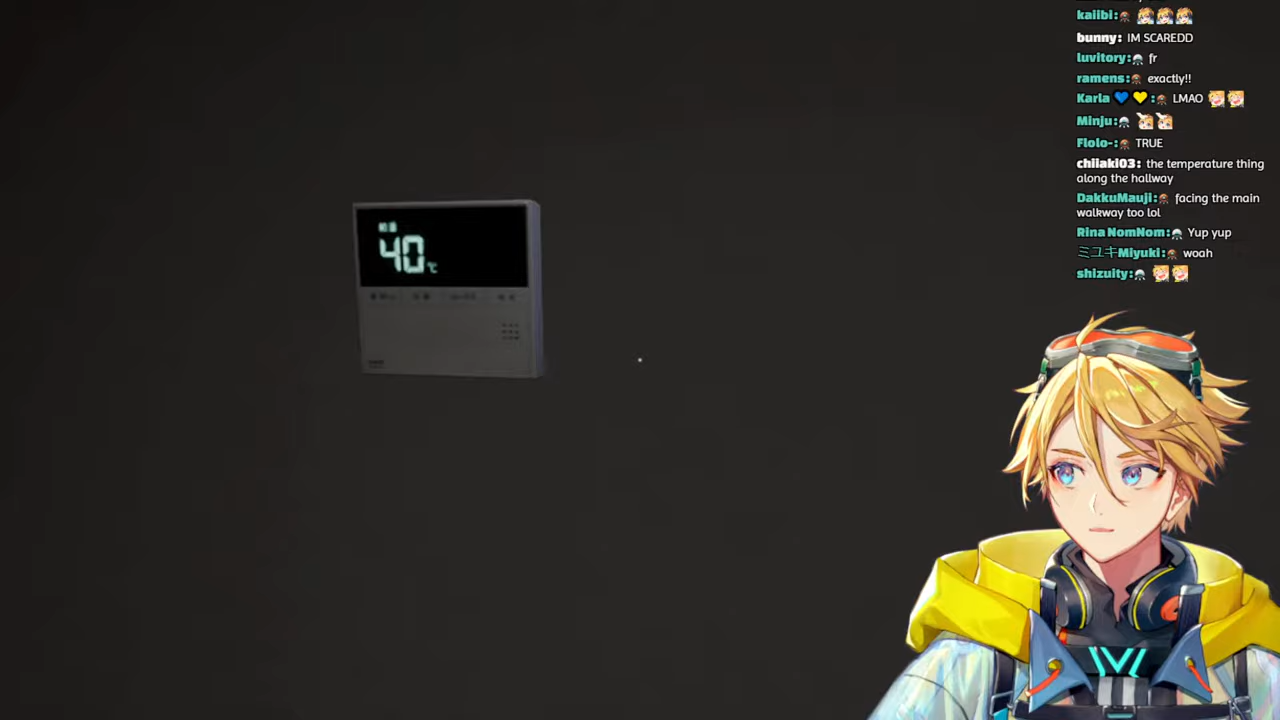 kaiibi:
bunny: IM SCAREDD
luvitory: fr
ramens: exactly!!
Karla 💙💛: LMAO
Minju:
Flolo-: TRUE
chiiaki03: the temperature thing
along the hallway
DakkuMauji: facing the main
walkway too lol
Rina NomNom: Yup yup
ミユキMiyuki: woah
shizuity:
40℃